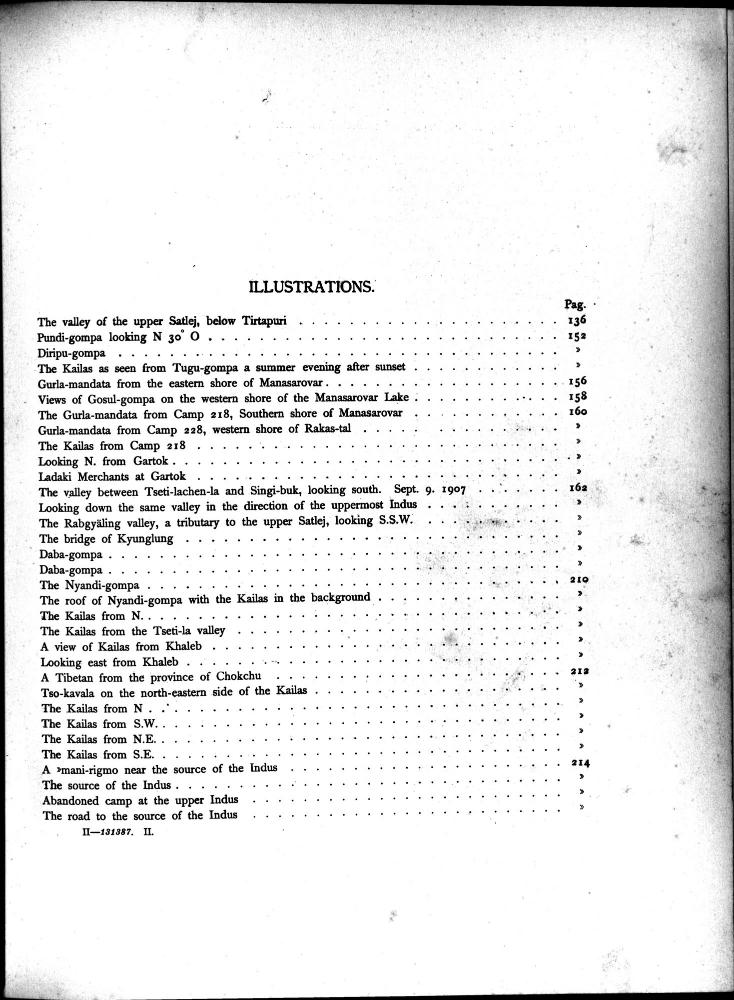 ILLUSTRATIONS.
Pag.
The valley of the upper Satlej, below Tirtapuri . . . . . . . . . . . . . . . . . . . . . 136
Pundi-gompa looking N 30° O . . . . . . . . . . . . . . . . . . . . . 152
Diripu-gompa . . . . . . . . . . . . . . . . . . . . . »
The Kailas as seen from Tugu-gompa a summer evening after sunset . . . . . . . . . . . . »
Gurla-mandata from the eastern shore of Manasarovar . . . . . . . . . . . . . . . . . . 156
Views of Gosul-gompa on the western shore of the Manasarovar Lake . . . . . . . . . . . . 158
The Gurla-mandata from Camp 218, Southern shore of Manasarovar . . . . . . . . . . . . 160
Gurla-mandata from Camp 228, western shore of Rakas-tal . . . . . . . . . . . . . . . »
The Kailas from Camp 218 . . . . . . . . . . . . . . . . . . . . . »
Looking N. from Gartok . . . . . . . . . . . . . . . . . . . . . »
Ladaki Merchants at Gartok . . . . . . . . . . . . . . . . . . . . . »
The valley between Tseti-lachen-la and Singi-buk, looking south. Sept. 9. 1907 . . . . . . . 162
Looking down the same valley in the direction of the uppermost Indus . . . . . . . . . . . »
The Rabgyäling valley, a tributary to the upper Satlej, looking S.S.W. . . . . . . . . . . . »
The bridge of Kyunglung . . . . . . . . . . . . . . . . . . . . . »
Daba-gompa . . . . . . . . . . . . . . . . . . . . . »
Daba-gompa . . . . . . . . . . . . . . . . . . . . . »
The Nyandi-gompa . . . . . . . . . . . . . . . . . . . . . 210
The roof of Nyandi-gompa with the Kailas in the background . . . . . . . . . . . . . . »
The Kailas from N. . . . . . . . . . . . . . . . . . . . . . »
The Kailas from the Tseti-la valley . . . . . . . . . . . . . . . . . . . . . »
A view of Kailas from Khaleb . . . . . . . . . . . . . . . . . . . . . »
Looking east from Khaleb . . . . . . . . . . . . . . . . . . . . . »
A Tibetan from the province of Chokchu . . . . . . . . . . . . . . . . . . . . 212
Tso-kavala on the north-eastern side of the Kailas . . . . . . . . . . . . . . . . . . »
The Kailas from N . . . . . . . . . . . . . . . . . . . . . »
The Kailas from S.W. . . . . . . . . . . . . . . . . . . . . . »
The Kailas from N.E. . . . . . . . . . . . . . . . . . . . . . »
The Kailas from S.E. . . . . . . . . . . . . . . . . . . . . . »
A »mani-rigmo near the source of the Indus . . . . . . . . . . . . . . . . . . . 214
The source of the Indus . . . . . . . . . . . . . . . . . . . . . »
Abandoned camp at the upper Indus . . . . . . . . . . . . . . . . . . . . . »
The road to the source of the Indus . . . . . . . . . . . . . . . . . . . . . »
II—131387. II.